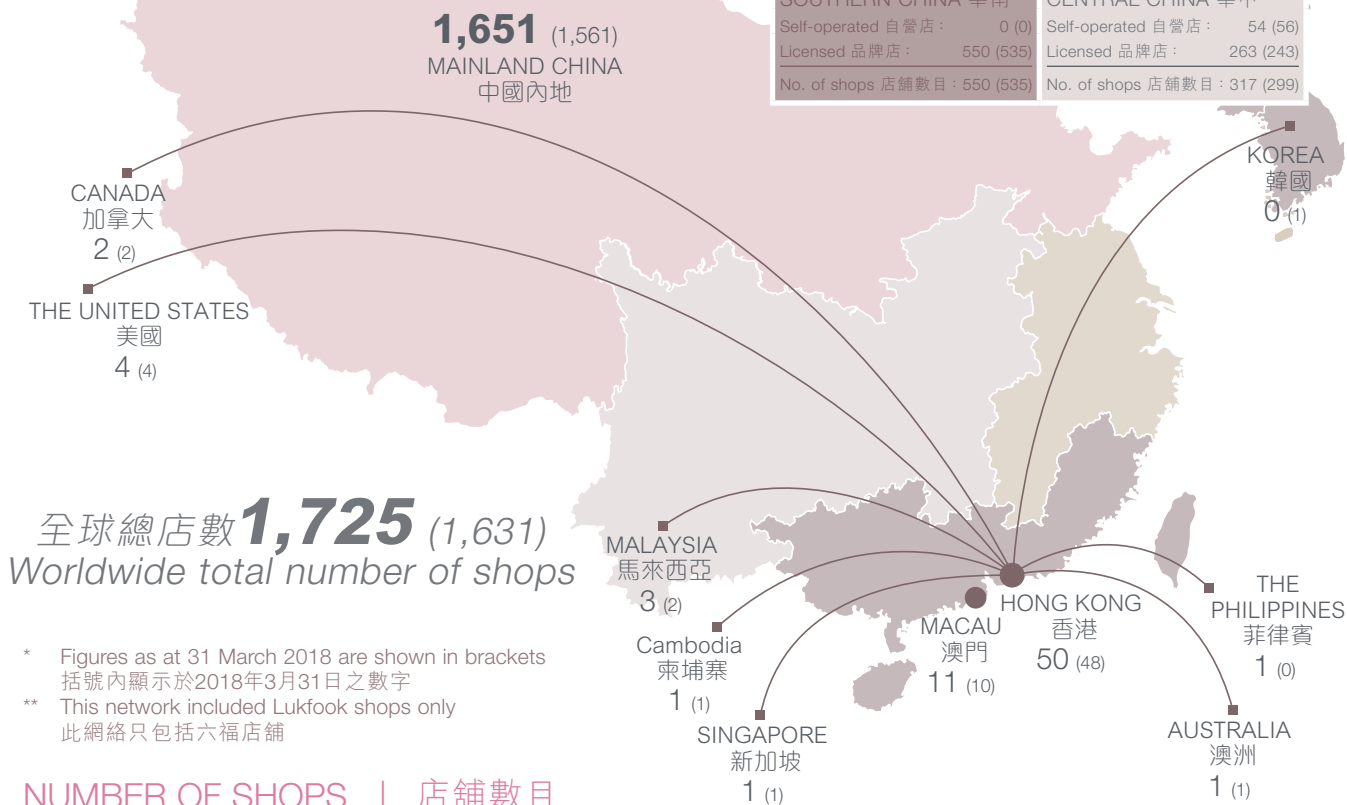 SOUTHERN CHINA 華南
Self-operated 自營店： 0 (0)
Licensed 品牌店： 550 (535)
No. of shops 店舖數目：550 (535)
CENTRAL CHINA 華中
Self-operated 自營店： 54 (56)
Licensed 品牌店： 263 (243)
No. of shops 店舖數目：317 (299)
1,651 (1,561)
MAINLAND CHINA
中國內地
KOREA
韓國
0 (1)
CANADA
加拿大
2 (2)
THE UNITED STATES
美國
4 (4)
全球總店數1,725 (1,631)
Worldwide total number of shops
MALAYSIA
馬來西亞
3 (2)
Cambodia
柬埔寨
1 (1)
SINGAPORE
新加坡
1 (1)
MACAU
澳門
11 (10)
HONG KONG
香港
50 (48)
THE
PHILIPPINES
菲律賓
1 (0)
AUSTRALIA
澳洲
1 (1)
* Figures as at 31 March 2018 are shown in brackets
括號內顯示於2018年3月31日之數字
** This network included Lukfook shops only
此網絡只包括六福店舖
NUMBER OF SHOPS | 店舖數目